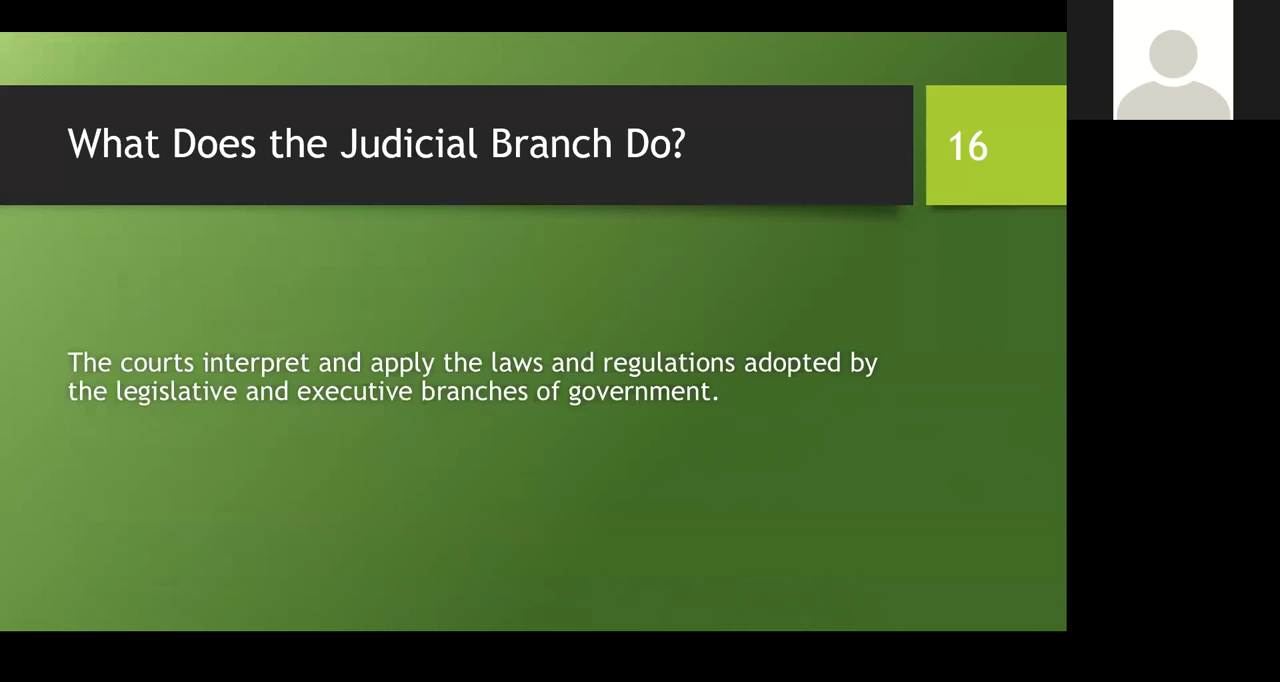 What Does the Judicial Branch Do?
16
The courts interpret and apply the laws and regulations adopted by
the legislative and executive branches of government.